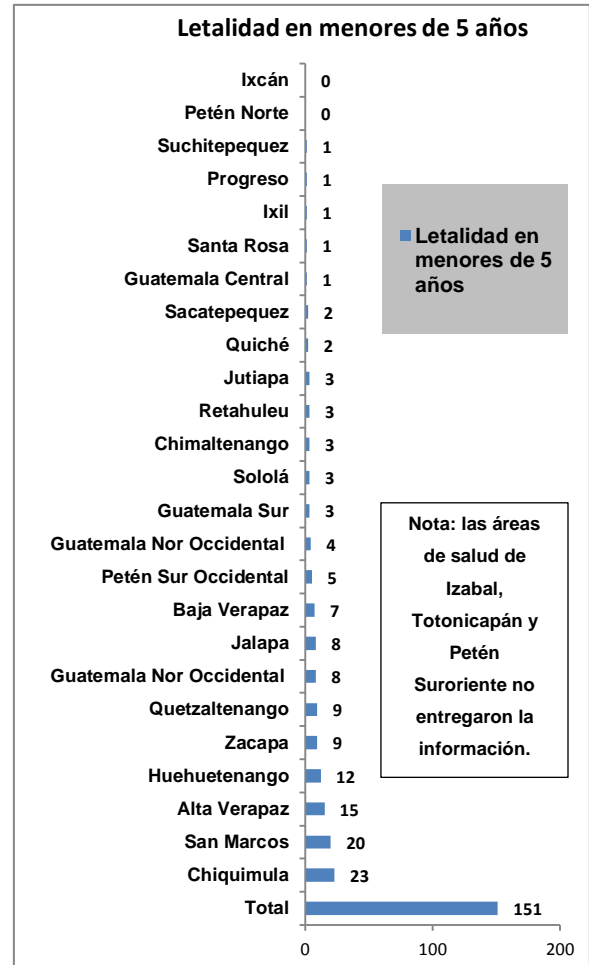 Letalidad en menores de 5 años
Ixcán 0
Petén Norte 0
Suchitepequez 1
Progreso 1
Ixil 1
Santa Rosa 1
Guatemala Central 1
Sacatepequez 2
Quiché 2
Jutiapa 3
Retahuleu 3
Chimaltenango 3
Sololá 3
Guatemala Sur 3
Guatemala Nor Occidental 4
Petén Sur Occidental 5
Baja Verapaz 7
Jalapa 8
Guatemala Nor Occidental 8
Quetzaltenango 9
Zacapa 9
Huehuetenango 12
Alta Verapaz 15
San Marcos 20
Chiquimula 23
Total 151
0 100 200
Letalidad en
menores de 5
años
Nota: las áreas
de salud de
Izabal,
Totonicapán y
Petén
Suroriente no
entregaron la
información.